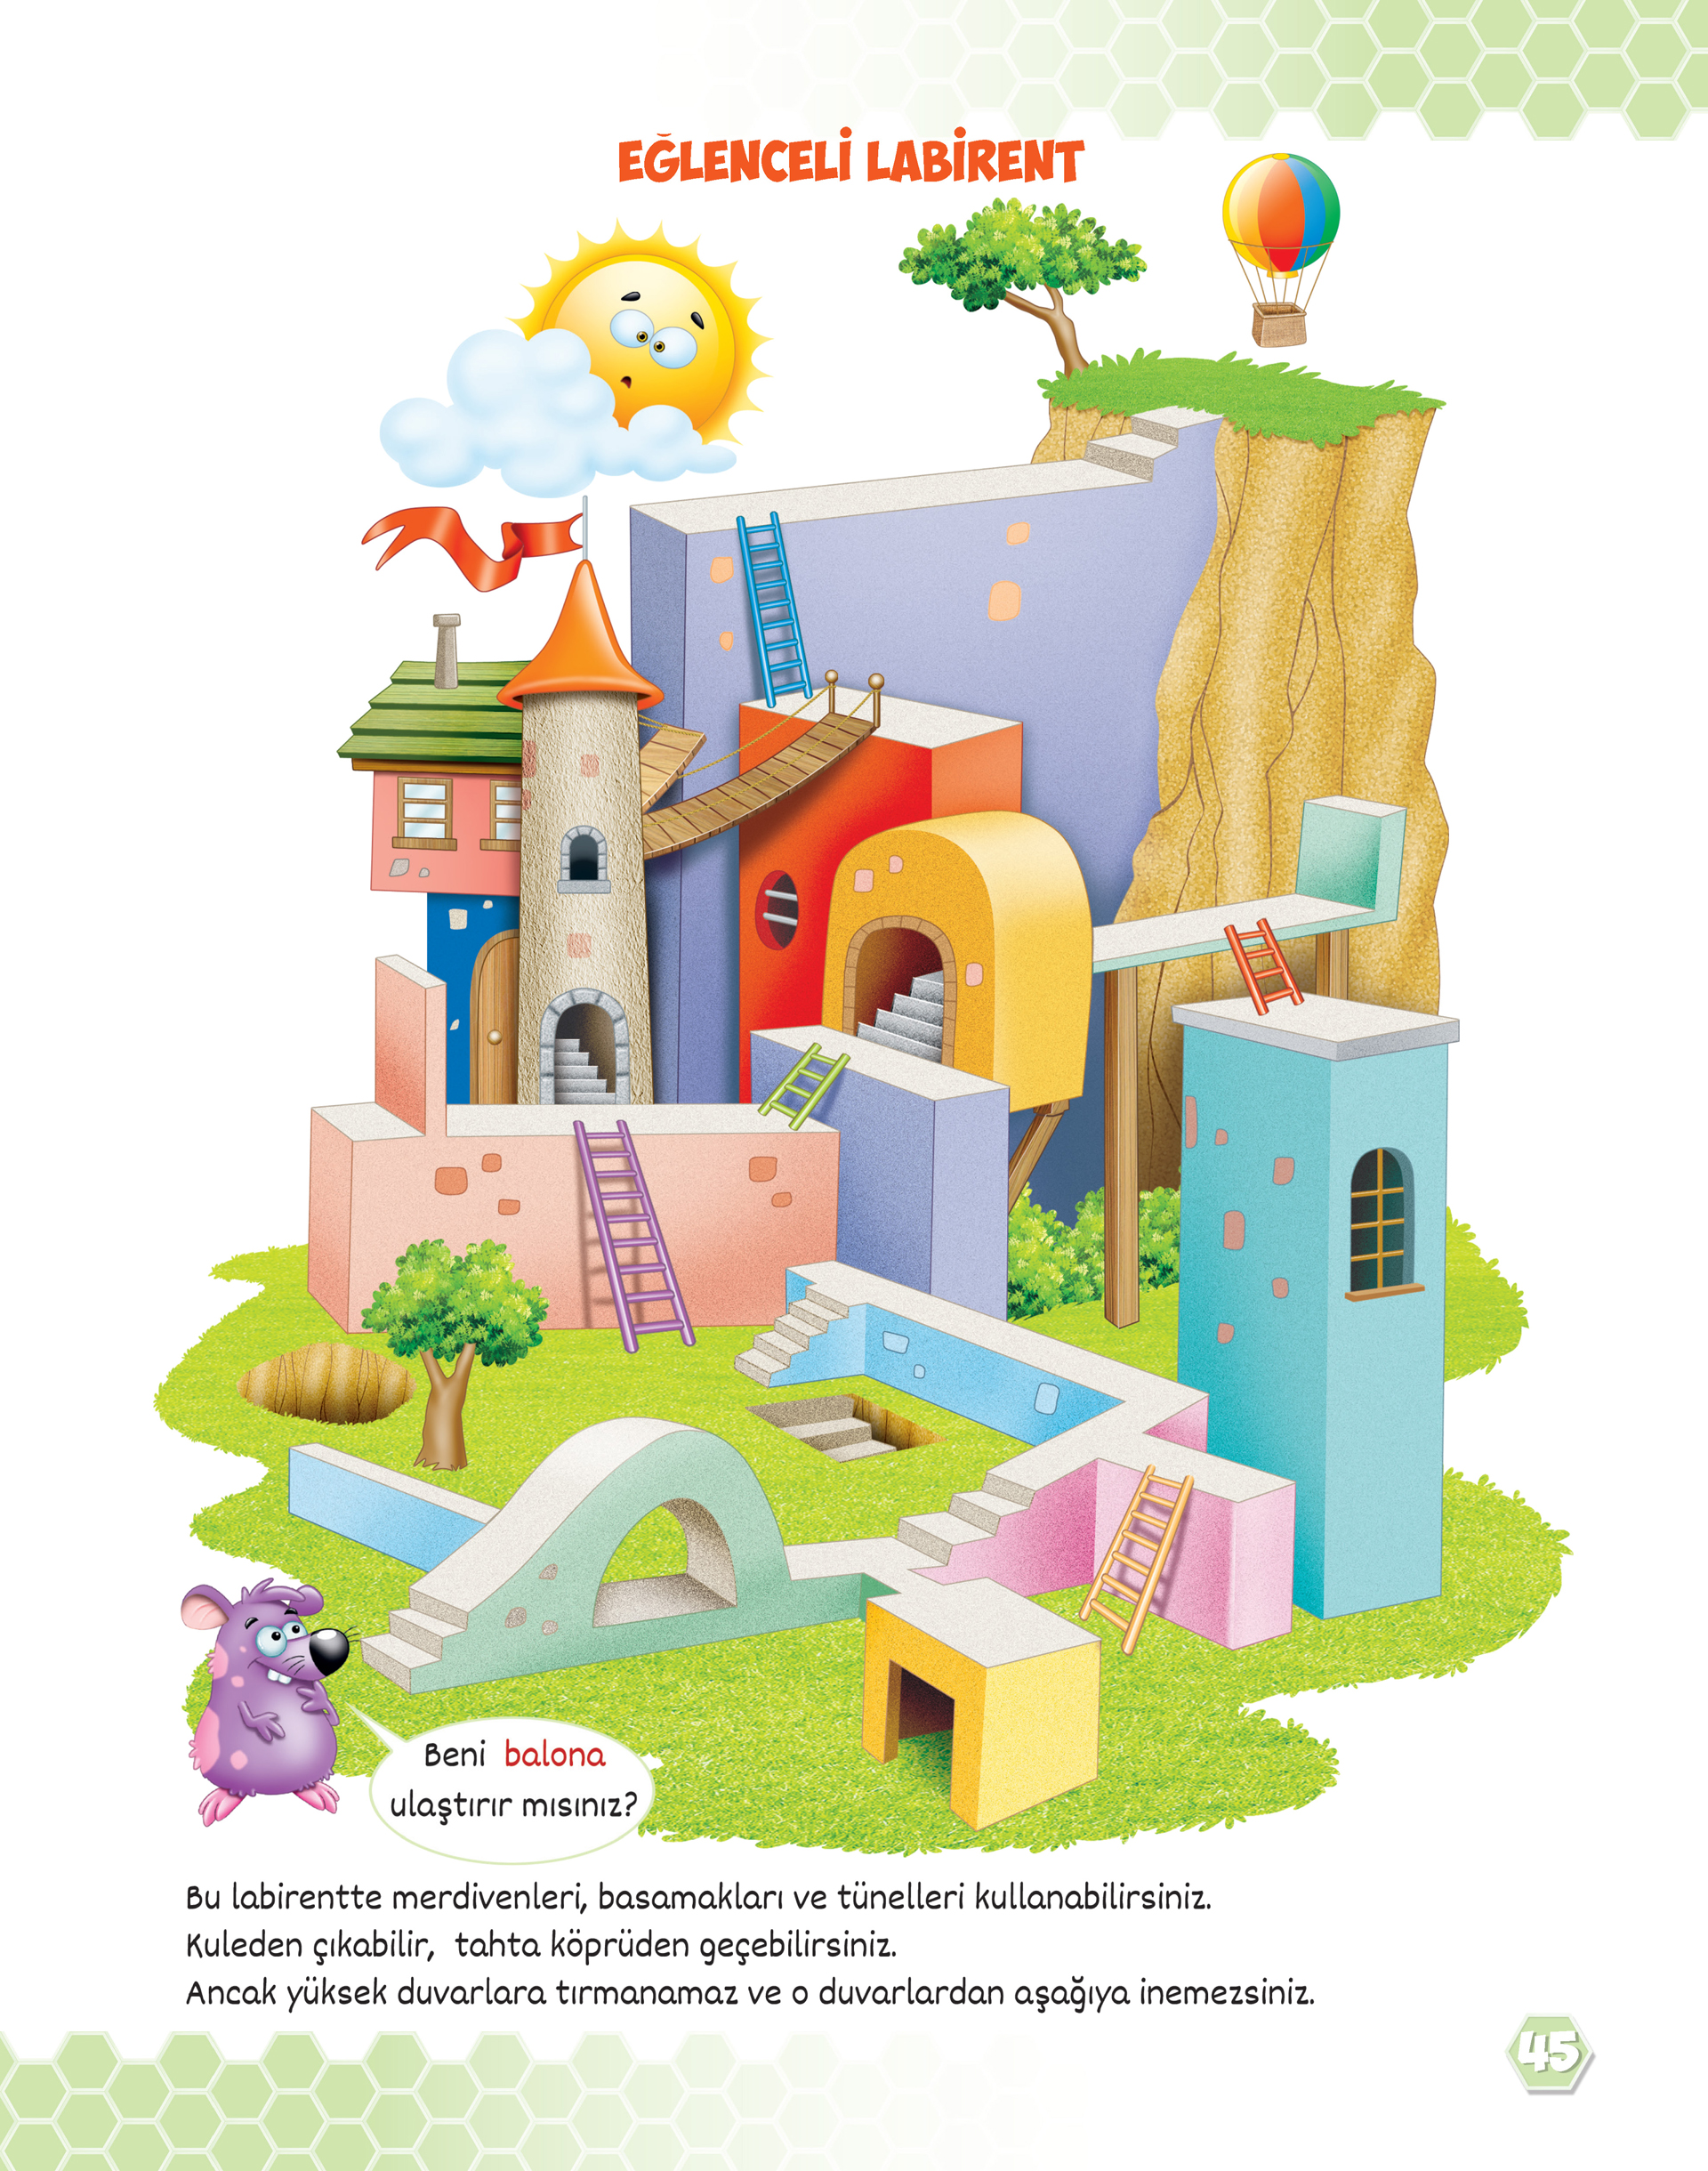 EĞLENCELİ LABİRENT
Beni balona
ulaştırır mısınız?
Bu labirentte merdivenleri, basamakları ve tünelleri kullanabilirsiniz.
Kuleden çıkabilir, tahta köprüden geçebilirsiniz.
Ancak yüksek duvarlara tırmanamaz ve o duvarlardan aşağıya inemezsiniz.
45